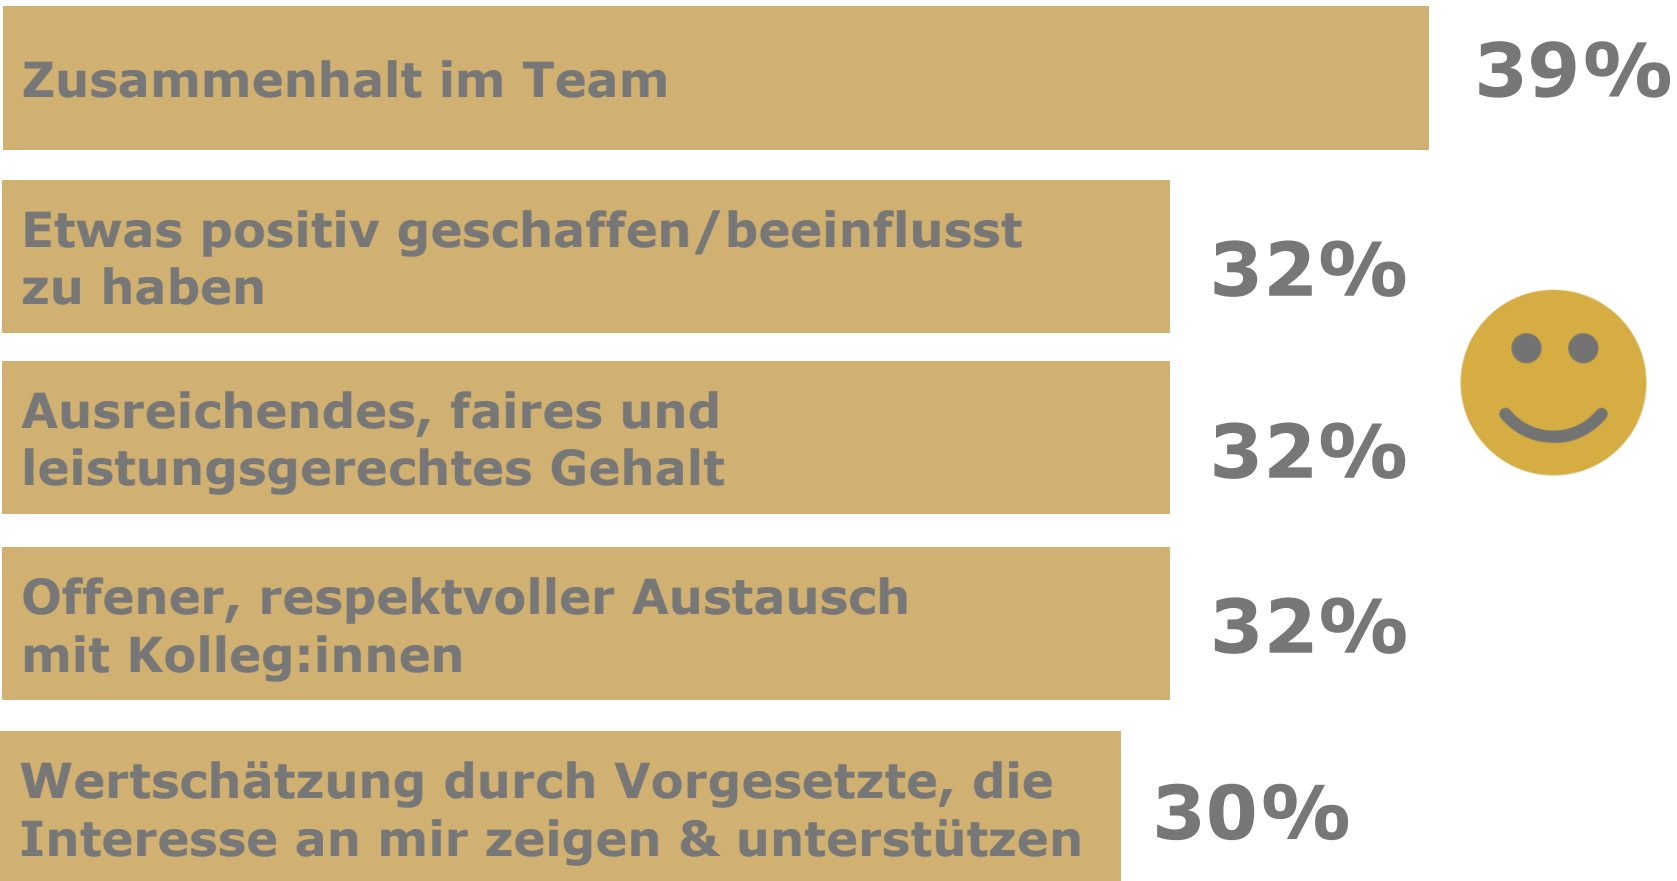 Zusammenhalt im Team
39%
Etwas positiv geschaffen/beeinflusst
zu haben
32%
Ausreichendes, faires und
leistungsgerechtes Gehalt
32%
Offener, respektvoller Austausch
mit Kolleg:innen
32%
Wertschätzung durch Vorgesetzte, die
Interesse an mir zeigen & unterstützen
30%